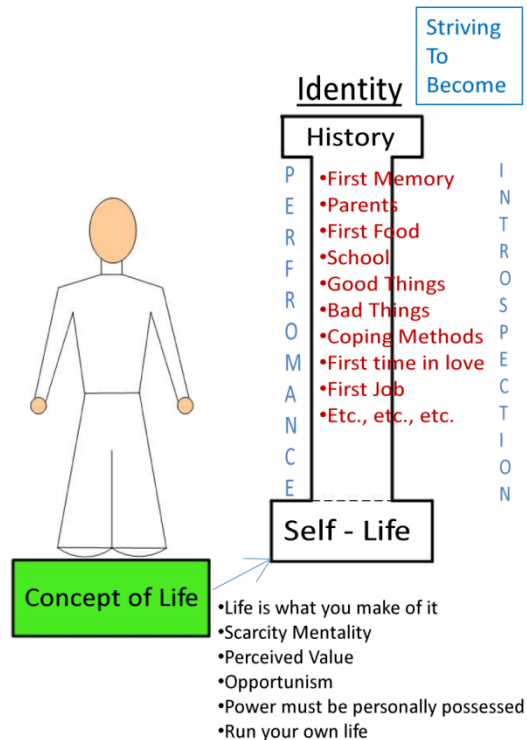 Striving
To
Become
Identity
History
PERFROMANCE
•First Memory
•Parents
•First Food
•School
•Good Things
•Bad Things
•Coping Methods
•First time in love
•First Job
•Etc., etc., etc.
INTROSPECTION
Self - Life
Concept of Life
•Life is what you make of it
•Scarcity Mentality
•Perceived Value
•Opportunism
•Power must be personally possessed
•Run your own life